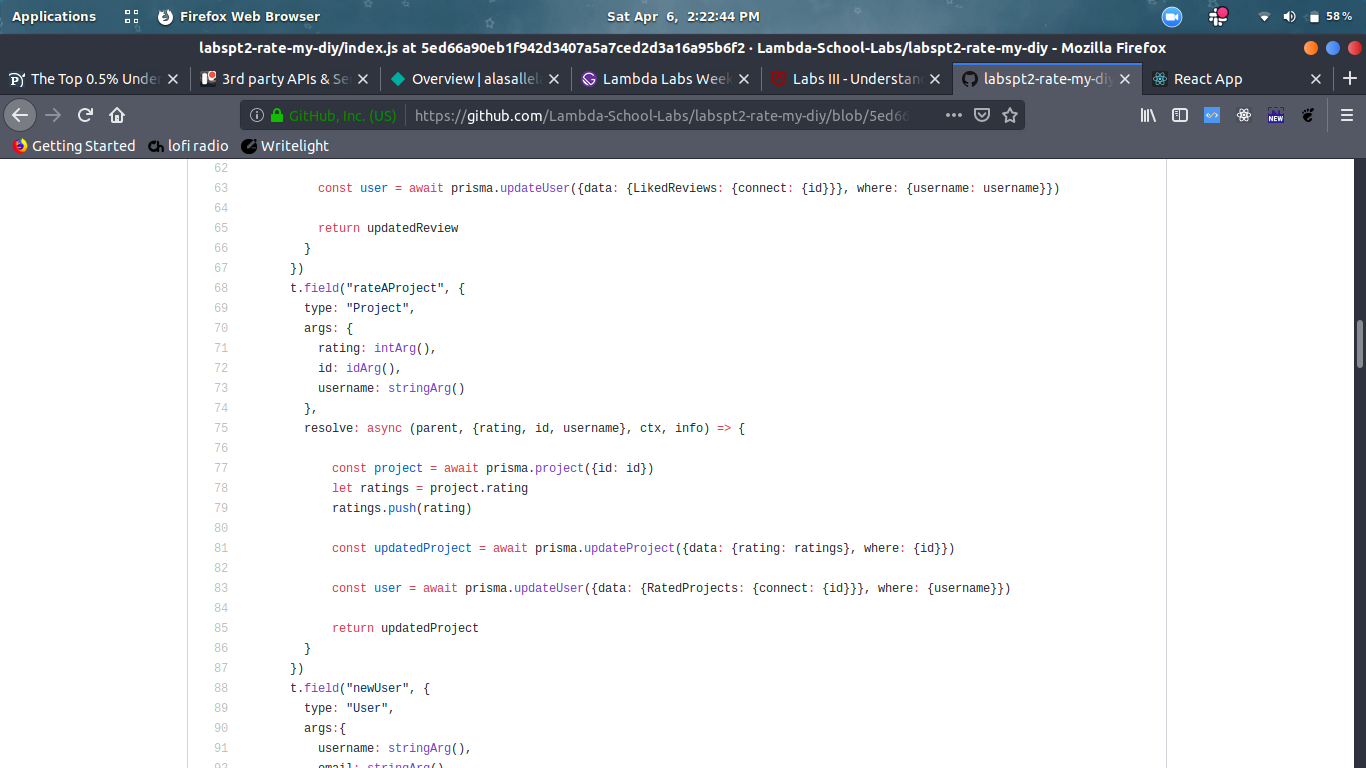 Applications Firefox Web Browser Sat Apr 6, 2:22:44 PM 58 %
labspt2-rate-my-diy/index.js at 5ed66a90eb1f942d3407a5a7ced2d3a16a95b6f2 · Lambda-School-Labs/labspt2-rate-my-diy - Mozilla Firefox
The Top 0.5% Unde 3rd party APIs & Se Overview | alasallel Lambda Labs Week Labs III - Understan labspt2-rate-my-diy React App
GitHub, Inc. (US) https://github.com/Lambda-School-Labs/labspt2-rate-my-diy/blob/5ed6 NEW
Getting Started lofi radio Writelight
62
63 const user = await prisma.updateUser({data: {LikedReviews: {connect: {id}}}, where: {username: username}})
64
65 return updatedReview
66 }
67 })
68 t.field("rateAProject", {
69 type: "Project",
70 args: {
71 rating: intArg(),
72 id: idArg(),
73 username: stringArg()
74 },
75 resolve: async (parent, {rating, id, username}, ctx, info) => {
76
77 const project = await prisma.project({id: id})
78 let ratings = project.rating
79 ratings.push(rating)
80
81 const updatedProject = await prisma.updateProject({data: {rating: ratings}, where: {id}})
82
83 const user = await prisma.updateUser({data: {RatedProjects: {connect: {id}}}, where: {username}})
84
85 return updatedProject
86 }
87 })
88 t.field("newUser", {
89 type: "User",
90 args:{
91 username: stringArg(),
92 email: stringArg()